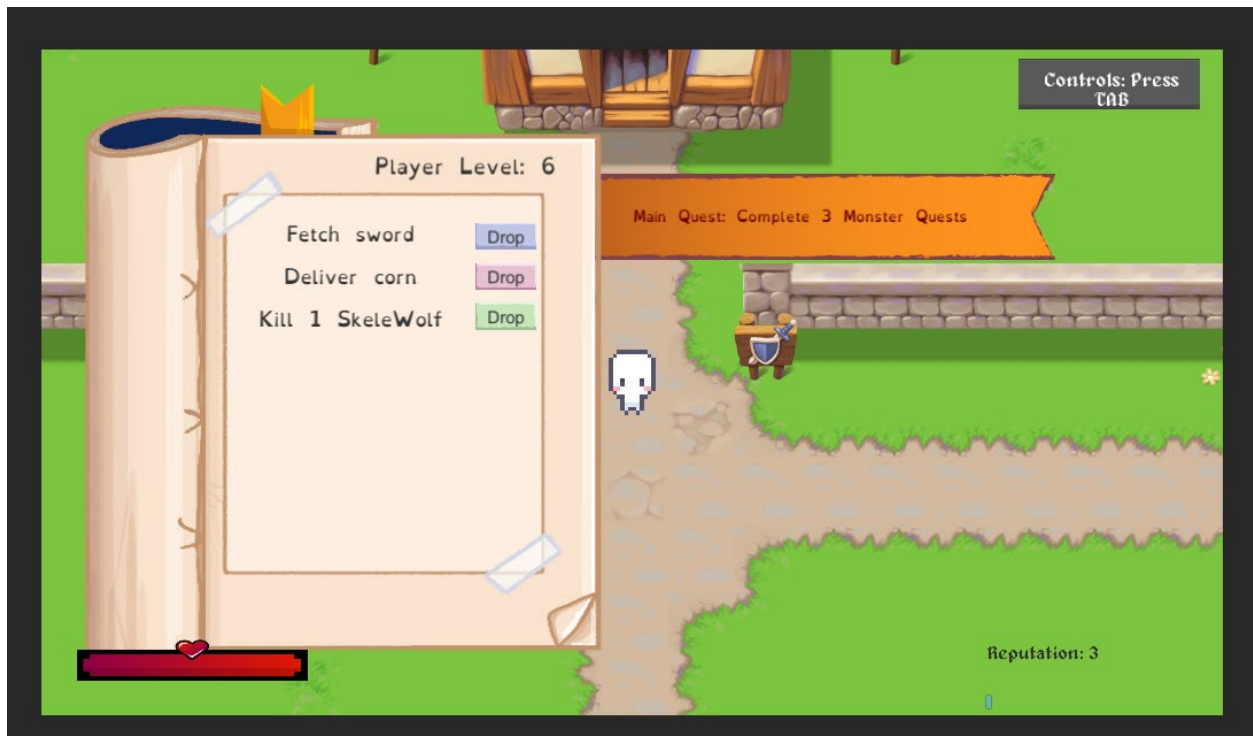 Controls: Press
TAB
Player Level: 6
Main Quest: Complete 3 Monster Quests
Fetch sword Drop
Deliver corn Drop
Kill 1 SkeleWolf Drop
Reputation: 3